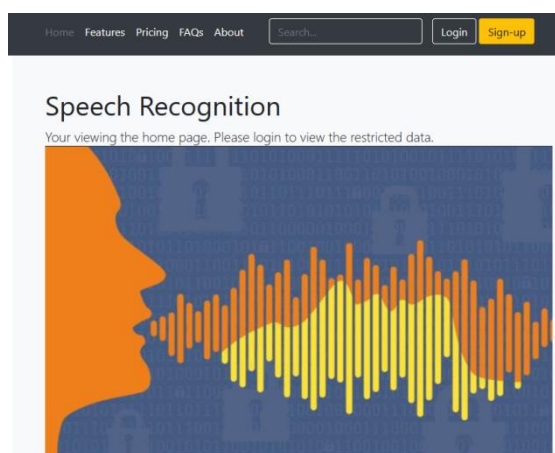 Home Features Pricing FAQs About Search... Login Sign-up
Speech Recognition
Your viewing the home page. Please login to view the restricted data.